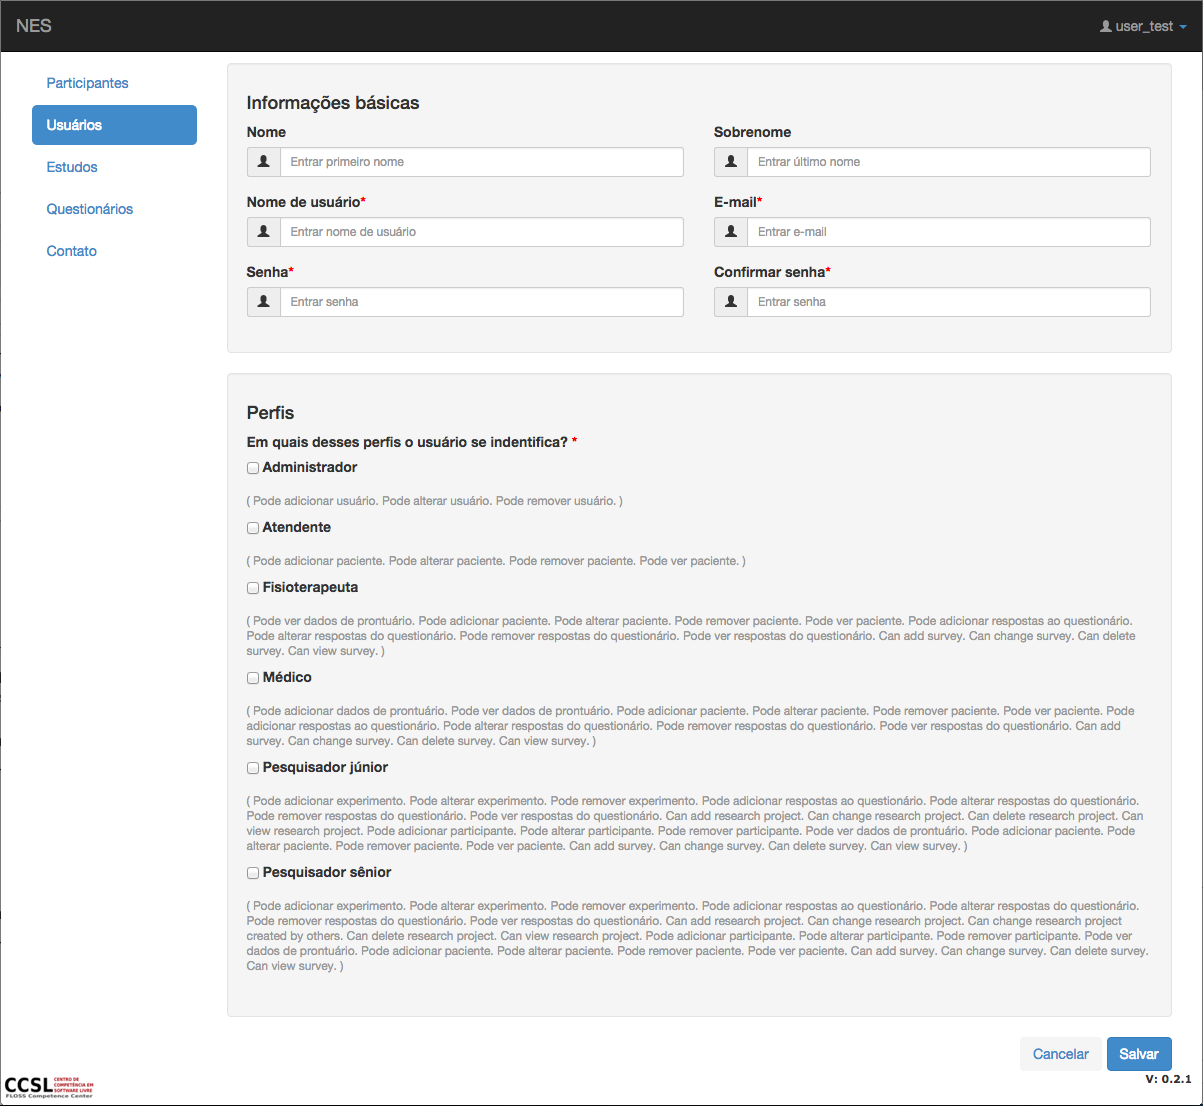 NES
user_test
Participantes
Usuários
Estudos
Questionários
Contato
Informações básicas
Nome
Sobrenome
Entrar primeiro nome
Entrar último nome
Nome de usuário*
E-mail*
Entrar nome de usuário
Entrar e-mail
Senha*
Confirmar senha*
Entrar senha
Entrar senha
Perfis
Em quais desses perfis o usuário se indentifica? *
Administrador
( Pode adicionar usuário. Pode alterar usuário. Pode remover usuário. )
Atendente
( Pode adicionar paciente. Pode alterar paciente. Pode remover paciente. Pode ver paciente. )
Fisioterapeuta
( Pode ver dados de prontuário. Pode adicionar paciente. Pode alterar paciente. Pode remover paciente. Pode ver paciente. Pode adicionar respostas ao questionário.
Pode alterar respostas do questionário. Pode remover respostas do questionário. Pode ver respostas do questionário. Can add survey. Can change survey. Can delete
survey. Can view survey. )
Médico
( Pode adicionar dados de prontuário. Pode ver dados de prontuário. Pode adicionar paciente. Pode alterar paciente. Pode remover paciente. Pode ver paciente. Pode
adicionar respostas ao questionário. Pode alterar respostas do questionário. Pode remover respostas do questionário. Pode ver respostas do questionário. Can add
survey. Can change survey. Can delete survey. Can view survey. )
Pesquisador júnior
( Pode adicionar experimento. Pode alterar experimento. Pode remover experimento. Pode adicionar respostas ao questionário. Pode alterar respostas do questionário.
Pode remover respostas do questionário. Pode ver respostas do questionário. Can add research project. Can change research project. Can delete research project. Can
view research project. Pode adicionar participante. Pode alterar participante. Pode remover participante. Pode ver dados de prontuário. Pode adicionar paciente. Pode
alterar paciente. Pode remover paciente. Pode ver paciente. Can add survey. Can change survey. Can delete survey. Can view survey. )
Pesquisador sênior
( Pode adicionar experimento. Pode alterar experimento. Pode remover experimento. Pode adicionar respostas ao questionário. Pode alterar respostas do questionário.
Pode remover respostas do questionário. Pode ver respostas do questionário. Can add research project. Can change research project. Can change research project
created by others. Can delete research project. Can view research project. Pode adicionar participante. Pode alterar participante. Pode remover participante. Pode ver
dados de prontuário. Pode adicionar paciente. Pode alterar paciente. Pode remover paciente. Pode ver paciente. Can add survey. Can change survey. Can delete survey.
Can view survey. )
Cancelar
Salvar
V: 0.2.1
CCSL
CENTRO DE
COMPETÊNCIA EM
SOFTWARE LIVRE
FLOSS Competence Center